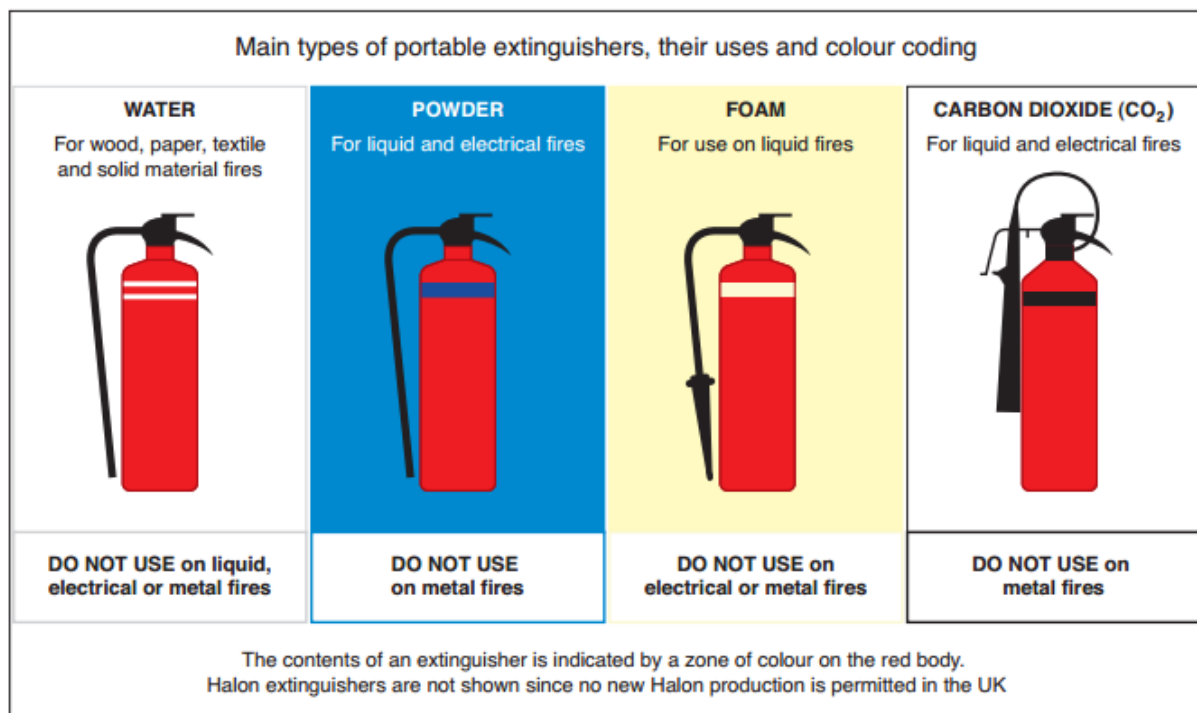 Main types of portable extinguishers, their uses and colour coding
WATER
For wood, paper, textile
and solid material fires
DO NOT USE on liquid,
electrical or metal fires
POWDER
For liquid and electrical fires
DO NOT USE
on metal fires
FOAM
For use on liquid fires
DO NOT USE on
electrical or metal fires
CARBON DIOXIDE (CO₂)
For liquid and electrical fires
DO NOT USE on
metal fires
The contents of an extinguisher is indicated by a zone of colour on the red body.
Halon extinguishers are not shown since no new Halon production is permitted in the UK